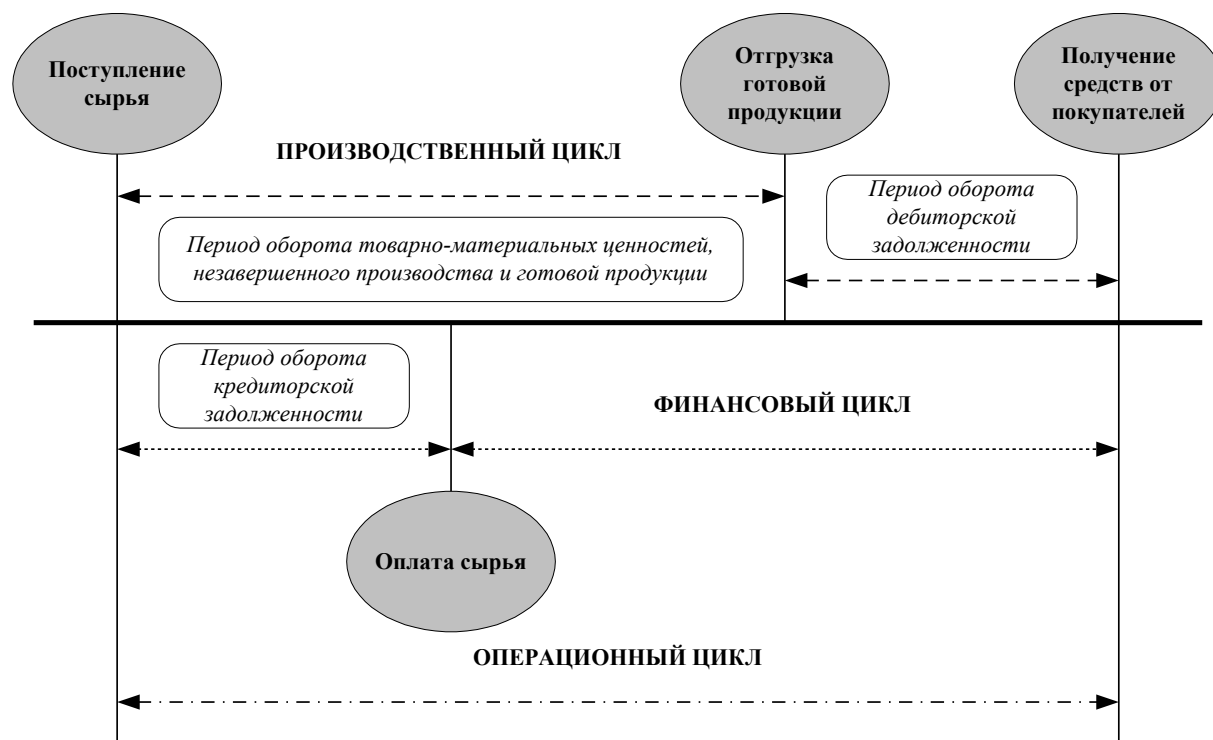 Поступление
сырья
Отгрузка
готовой
продукции
Получение
средств от
покупателей
ПРОИЗВОДСТВЕННЫЙ ЦИКЛ
Период оборота
дебиторской
задолженности
Период оборота товарно-материальных ценностей,
незавершенного производства и готовой продукции
Период оборота
кредиторской
задолженности
ФИНАНСОВЫЙ ЦИКЛ
Оплата сырья
ОПЕРАЦИОННЫЙ ЦИКЛ